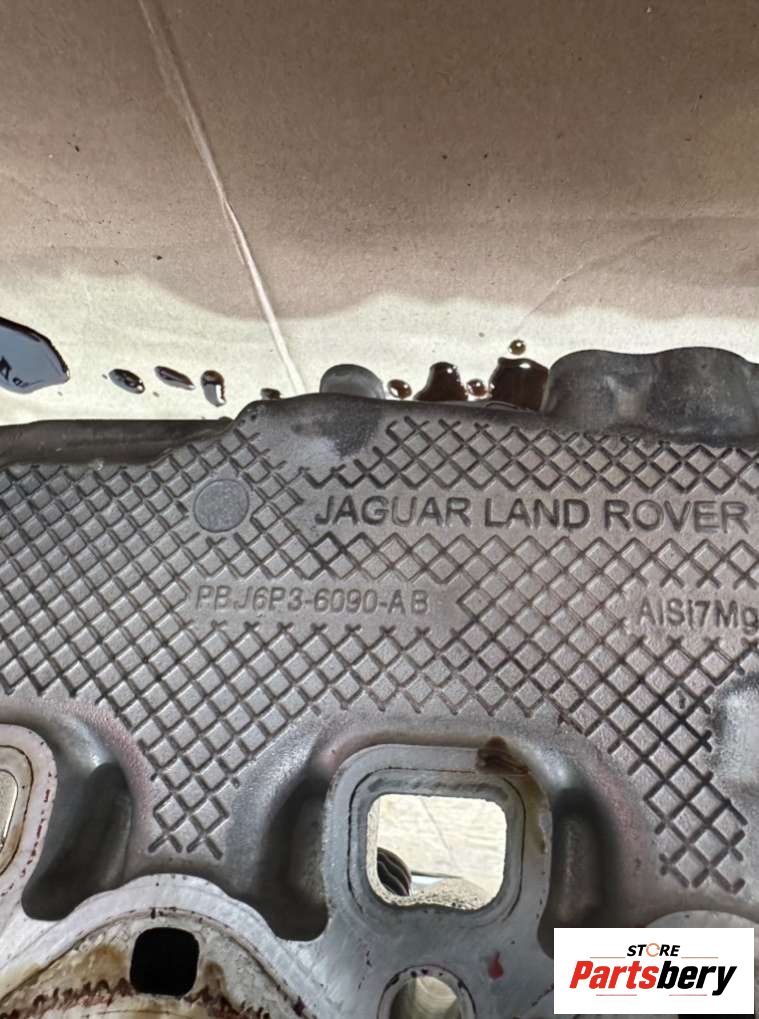 JAGUAR LAND ROVER
PBJ6P3-6090-AB
AlSi7Mg
STORE
Partsbery